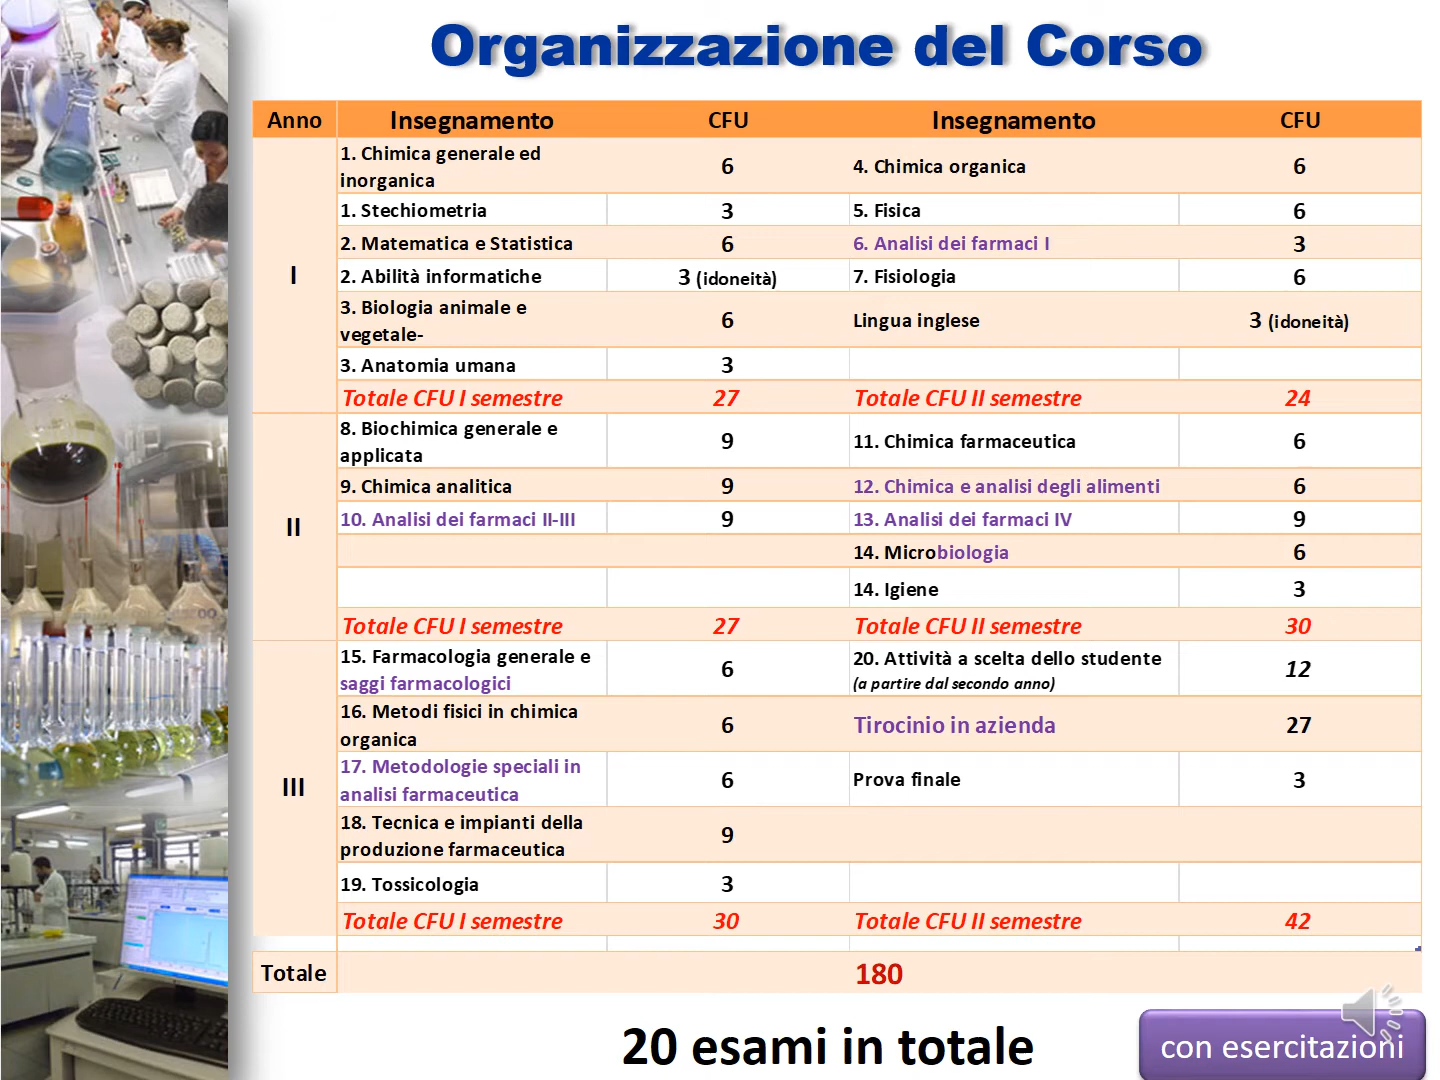 Organizzazione del Corso
Anno Insegnamento CFU Insegnamento CFU
I
1. Chimica generale ed
inorganica 6 4. Chimica organica 6
1. Stechiometria 3 5. Fisica 6
2. Matematica e Statistica 6 6. Analisi dei farmaci I 3
2. Abilità informatiche 3 (idoneità) 7. Fisiologia 6
3. Biologia animale e
vegetale- 6 Lingua inglese 3 (idoneità)
3. Anatomia umana 3
Totale CFU I semestre 27 Totale CFU II semestre 24
II
8. Biochimica generale e
applicata 9 11. Chimica farmaceutica 6
9. Chimica analitica 9 12. Chimica e analisi degli alimenti 6
10. Analisi dei farmaci II-III 9 13. Analisi dei farmaci IV 9
14. Microbiologia 6
14. Igiene 3
Totale CFU I semestre 27 Totale CFU II semestre 30
III
15. Farmacologia generale e
saggi farmacologici 6 20. Attività a scelta dello studente
(a partire dal secondo anno) 12
16. Metodi fisici in chimica
organica 6 Tirocinio in azienda 27
17. Metodologie speciali in
analisi farmaceutica 6 Prova finale 3
18. Tecnica e impianti della
produzione farmaceutica 9
19. Tossicologia 3
Totale CFU I semestre 30 Totale CFU II semestre 42
Totale 180
20 esami in totale
con esercitazioni